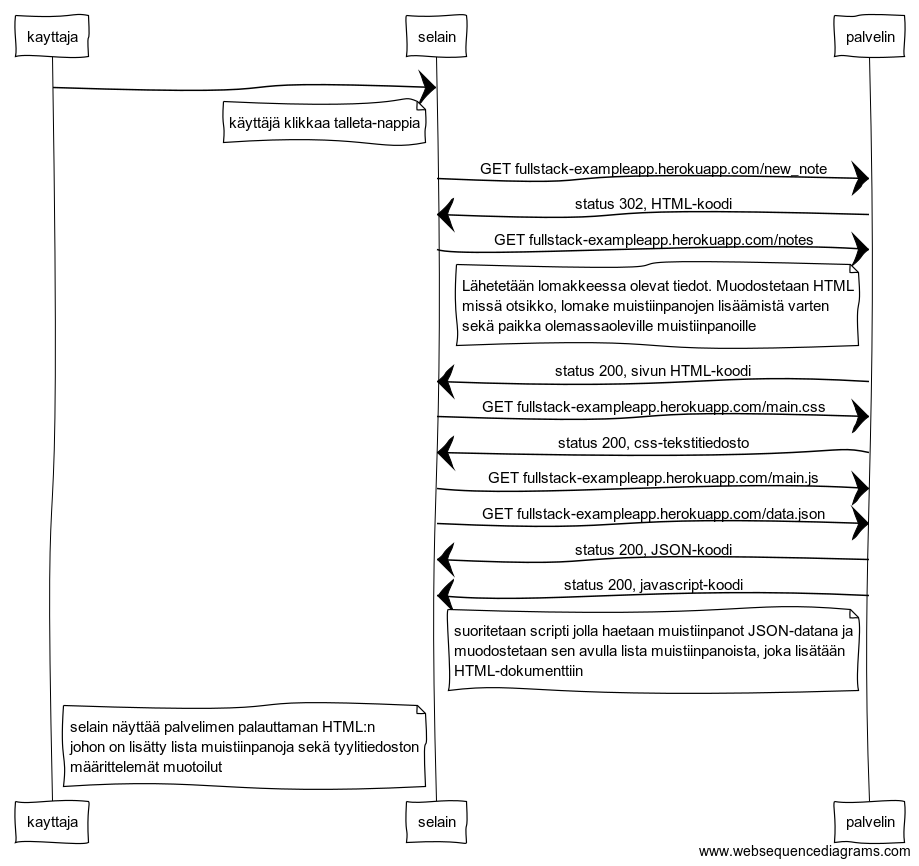 kayttaja
selain
palvelin
käyttäjä klikkaa talleta-nappia
GET fullstack-exampleapp.herokuapp.com/new_note
status 302, HTML-koodi
GET fullstack-exampleapp.herokuapp.com/notes
Lähetetään lomakkeessa olevat tiedot. Muodostetaan HTML
missä otsikko, lomake muistiinpanojen lisäämistä varten
sekä paikka olemassaoleville muistiinpanoille
status 200, sivun HTML-koodi
GET fullstack-exampleapp.herokuapp.com/main.css
status 200, css-tekstitiedosto
GET fullstack-exampleapp.herokuapp.com/main.js
GET fullstack-exampleapp.herokuapp.com/data.json
status 200, JSON-koodi
status 200, javascript-koodi
suoritetaan scripti jolla haetaan muistiinpanot JSON-datana ja
muodostetaan sen avulla lista muistiinpanoista, joka lisätään
HTML-dokumenttiin
selain näyttää palvelimen palauttaman HTML:n
johon on lisätty lista muistiinpanoja sekä tyylitiedoston
määrittelemät muotoilut
kayttaja
selain
palvelin
www.websequencediagrams.com